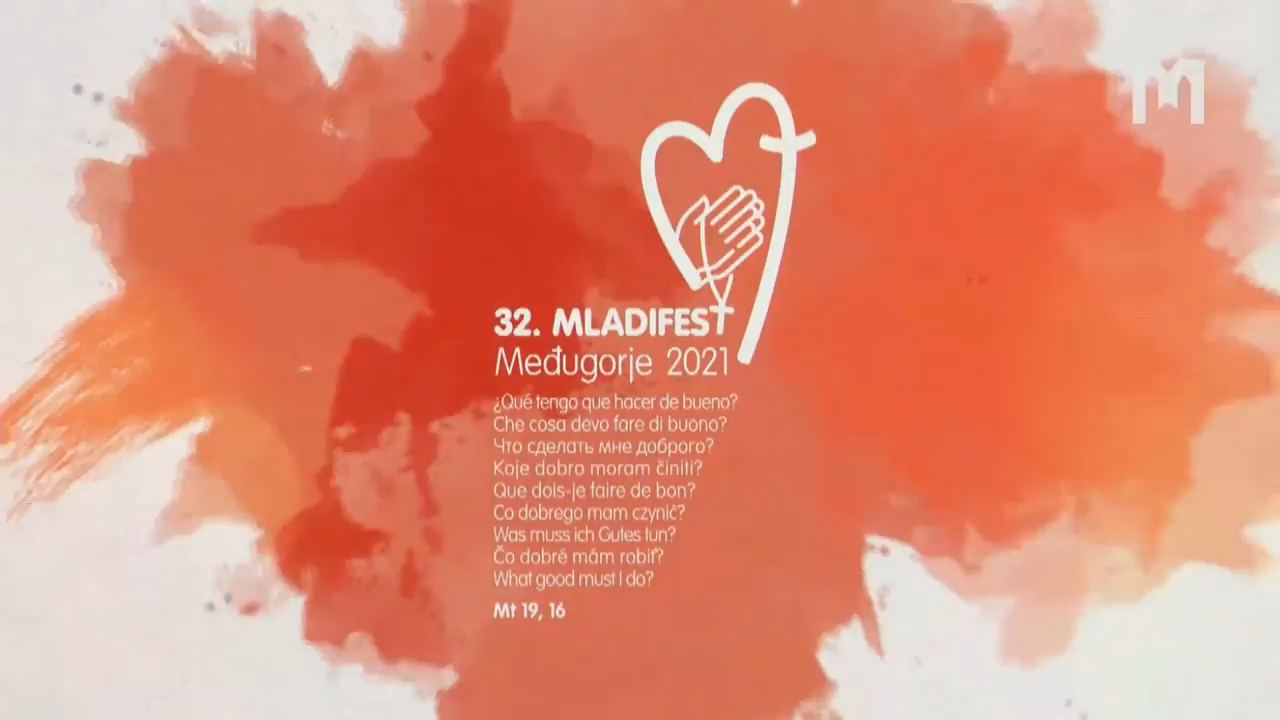 32. MLADIFEST
Međugorje 2021
¿Qué tengo que hacer de bueno?
Che cosa devo fare di buono?
Что сделать мне доброго?
Koje dobro moram činiti?
Que dois-je faire de bon?
Co dobrego mam czynić?
Was muss ich Gutes tun?
Čo dobré mám robiť?
What good must I do?
Mt 19, 16